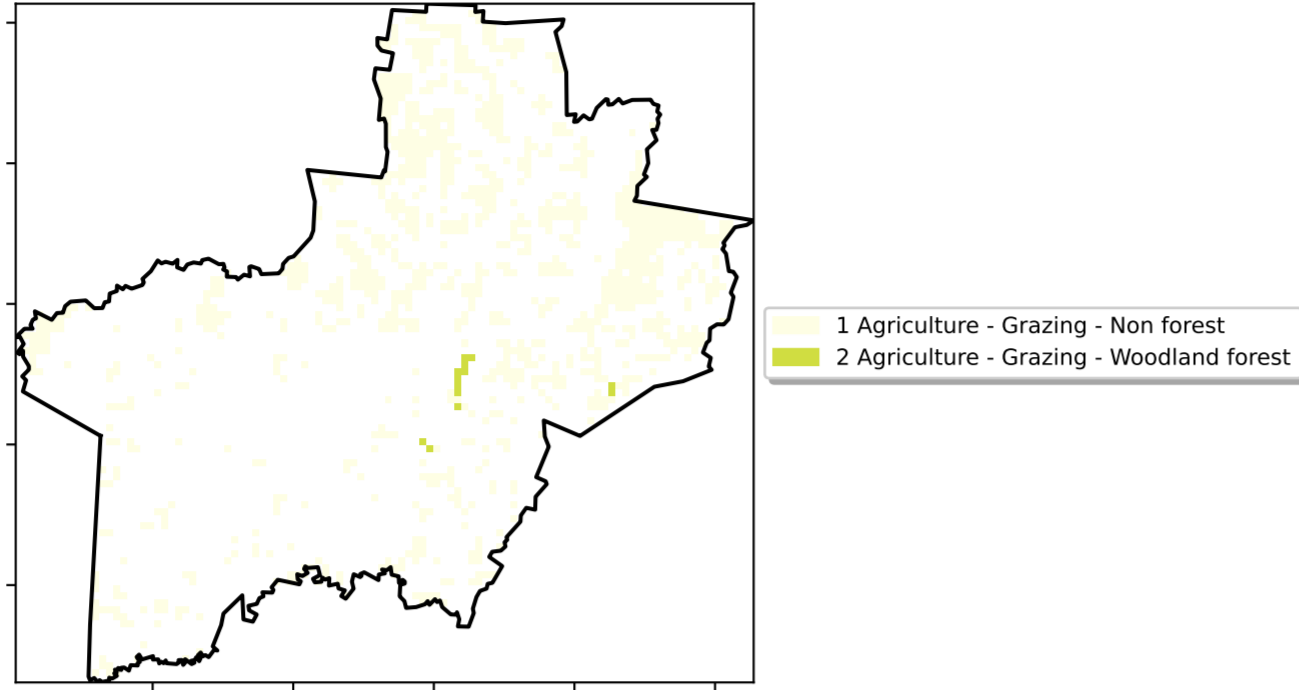 1 Agriculture - Grazing - Non forest
2 Agriculture - Grazing - Woodland forest